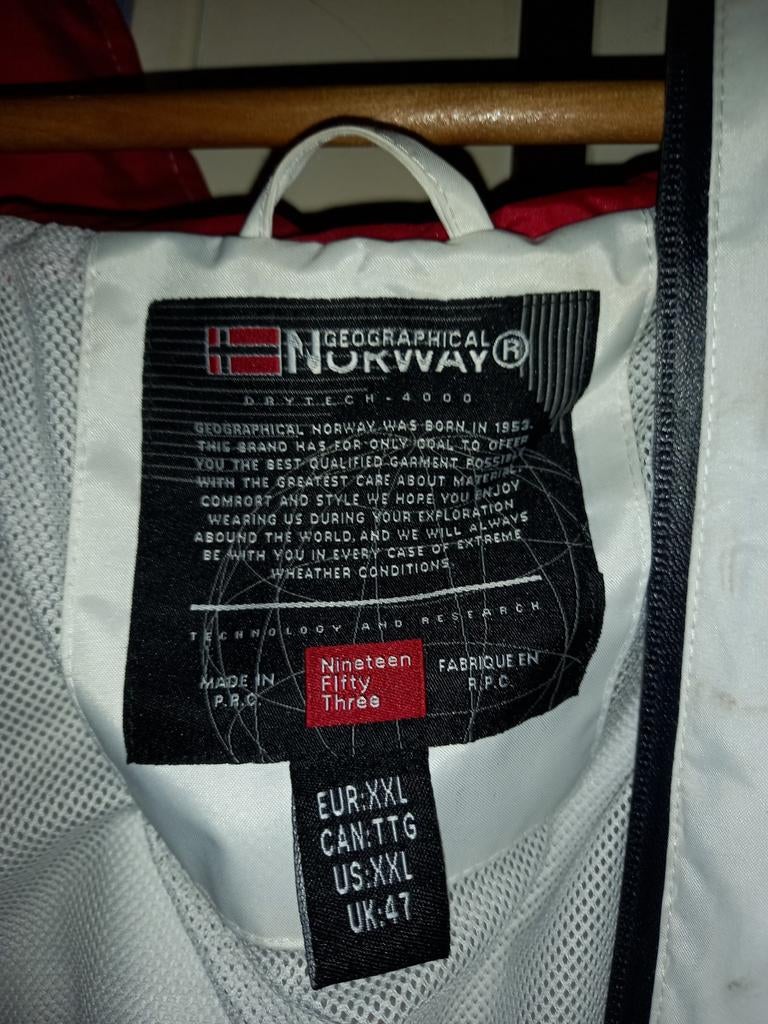 GEOGRAPHICAL
NORWAY ®
DRYTECH-4000
GEOGRAPHICAL NORWAY WAS BORN IN 1953.
THIS BRAND HAS FOR ONLY GOAL TO OFFER
YOU THE BEST QUALIFIED GARMENT POSSIBLE
WITH THE GREATEST CARE ABOUT MATERIAL,
COMFORT AND STYLE WE HOPE YOU ENJOY
WEARING US DURING YOUR EXPLORATION
ABOUND THE WORLD, AND WE WILL ALWAYS
BE WITH YOU IN EVERY CASE OF EXTREME
WHEATHER CONDITIONS.
TECHNOLOGY AND RESEARCH
MADE IN
P.R.C.
Nineteen
Fifty
Three
FABRIQUE EN
R.P.C.
EUR:XXL
CAN:TTG
US:XXL
UK:47